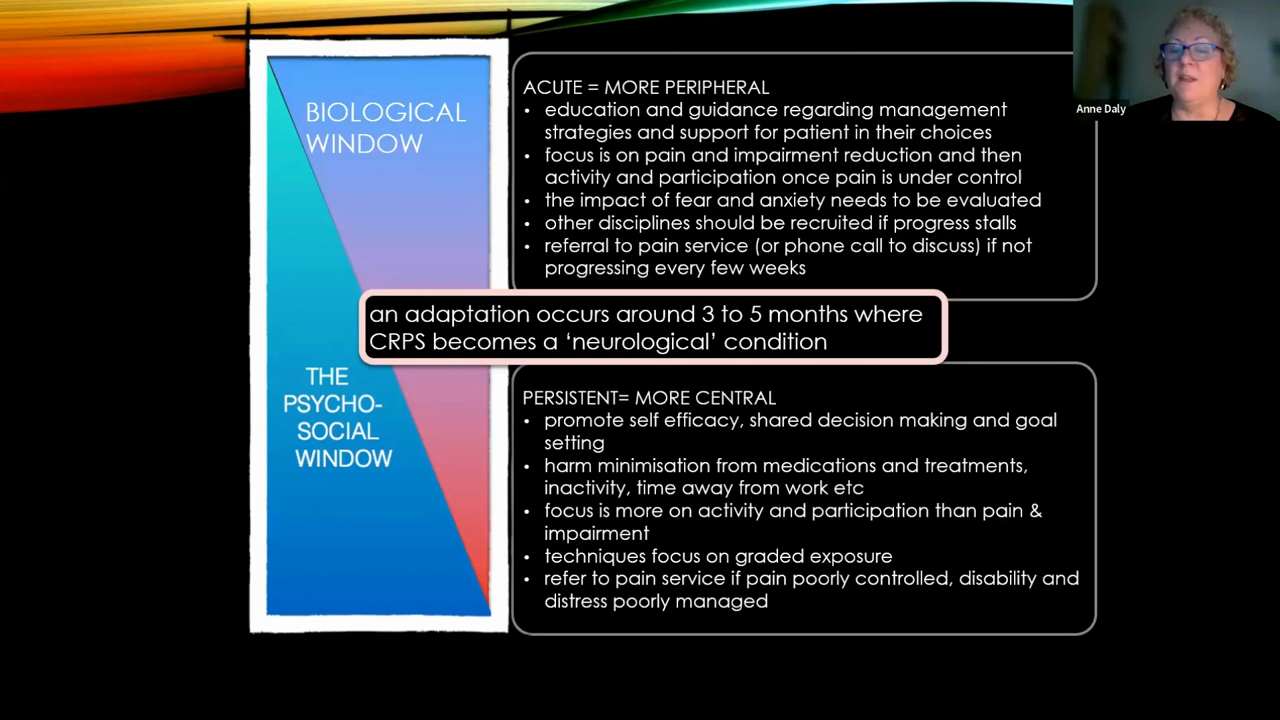 BIOLOGICAL
WINDOW
THE
PSYCHO-
SOCIAL
WINDOW
ACUTE = MORE PERIPHERAL
• education and guidance regarding management
strategies and support for patient in their choices
• focus is on pain and impairment reduction and then
activity and participation once pain is under control
• the impact of fear and anxiety needs to be evaluated
• other disciplines should be recruited if progress stalls
• referral to pain service (or phone call to discuss) if not
progressing every few weeks
an adaptation occurs around 3 to 5 months where
CRPS becomes a ‘neurological’ condition
PERSISTENT= MORE CENTRAL
• promote self efficacy, shared decision making and goal
setting
• harm minimisation from medications and treatments,
inactivity, time away from work etc
• focus is more on activity and participation than pain &
impairment
• techniques focus on graded exposure
• refer to pain service if pain poorly controlled, disability and
distress poorly managed
Anne Daly